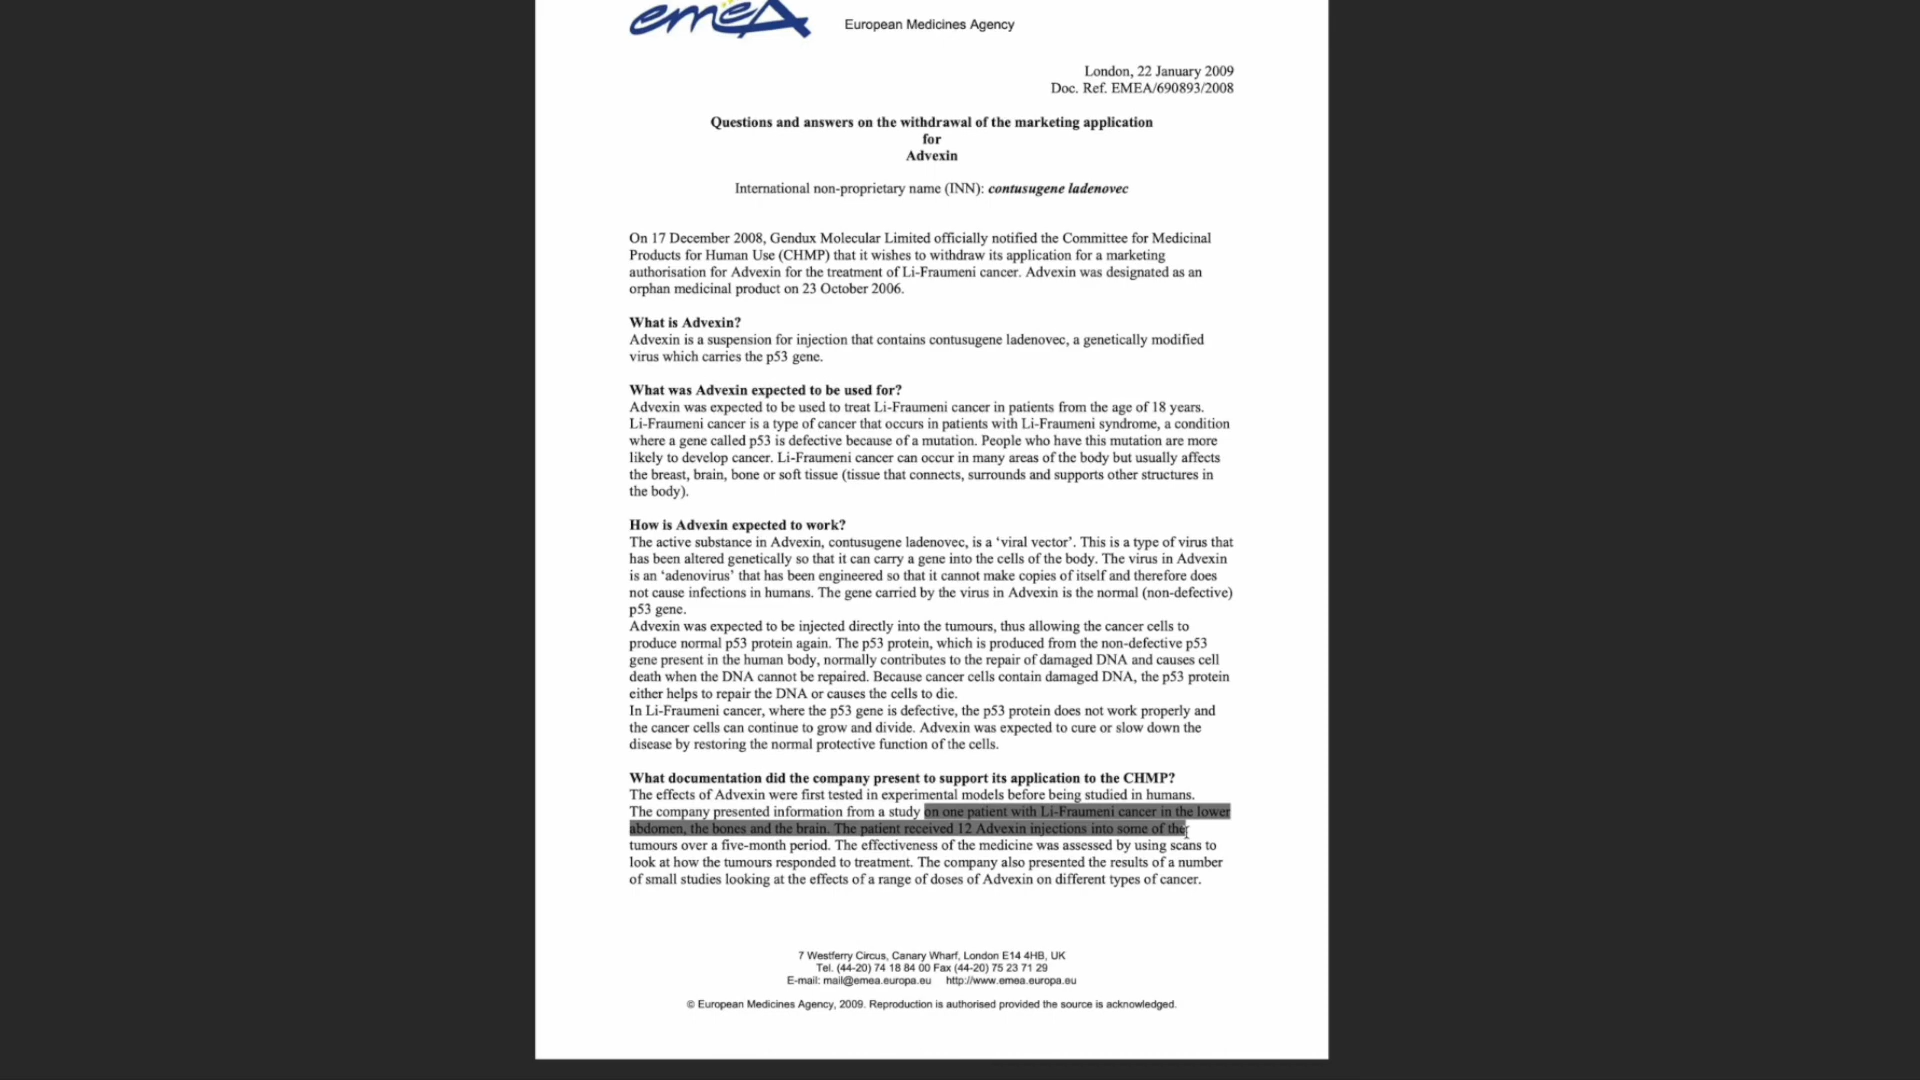 emea
European Medicines Agency
London, 22 January 2009
Doc. Ref. EMEA/690893/2008
Questions and answers on the withdrawal of the marketing application
for
Advexin
International non-proprietary name (INN): contusugene ladenovec
On 17 December 2008, Gendux Molecular Limited officially notified the Committee for Medicinal
Products for Human Use (CHMP) that it wishes to withdraw its application for a marketing
authorisation for Advexin for the treatment of Li-Fraumeni cancer. Advexin was designated as an
orphan medicinal product on 23 October 2006.
What is Advexin?
Advexin is a suspension for injection that contains contusugene ladenovec, a genetically modified
virus which carries the p53 gene.
What was Advexin expected to be used for?
Advexin was expected to be used to treat Li-Fraumeni cancer in patients from the age of 18 years.
Li-Fraumeni cancer is a type of cancer that occurs in patients with Li-Fraumeni syndrome, a condition
where a gene called p53 is defective because of a mutation. People who have this mutation are more
likely to develop cancer. Li-Fraumeni cancer can occur in many areas of the body but usually affects
the breast, brain, bone or soft tissue (tissue that connects, surrounds and supports other structures in
the body).
How is Advexin expected to work?
The active substance in Advexin, contusugene ladenovec, is a ‘viral vector’. This is a type of virus that
has been altered genetically so that it can carry a gene into the cells of the body. The virus in Advexin
is an ‘adenovirus’ that has been engineered so that it cannot make copies of itself and therefore does
not cause infections in humans. The gene carried by the virus in Advexin is the normal (non-defective)
p53 gene.
Advexin was expected to be injected directly into the tumours, thus allowing the cancer cells to
produce normal p53 protein again. The p53 protein, which is produced from the non-defective p53
gene present in the human body, normally contributes to the repair of damaged DNA and causes cell
death when the DNA cannot be repaired. Because cancer cells contain damaged DNA, the p53 protein
either helps to repair the DNA or causes the cells to die.
In Li-Fraumeni cancer, where the p53 gene is defective, the p53 protein does not work properly and
the cancer cells can continue to grow and divide. Advexin was expected to cure or slow down the
disease by restoring the normal protective function of the cells.
What documentation did the company present to support its application to the CHMP?
The effects of Advexin were first tested in experimental models before being studied in humans.
The company presented information from a study on one patient with Li-Fraumeni cancer in the lower
abdomen, the bones and the brain. The patient received 12 Advexin injections into some of the
tumours over a five-month period. The effectiveness of the medicine was assessed by using scans to
look at how the tumours responded to treatment. The company also presented the results of a number
of small studies looking at the effects of a range of doses of Advexin on different types of cancer.
7 Westferry Circus, Canary Wharf, London E14 4HB, UK
Tel. (44-20) 74 18 84 00 Fax (44-20) 75 23 71 29
E-mail: mail@emea.europa.eu http://www.emea.europa.eu
© European Medicines Agency, 2009. Reproduction is authorised provided the source is acknowledged.